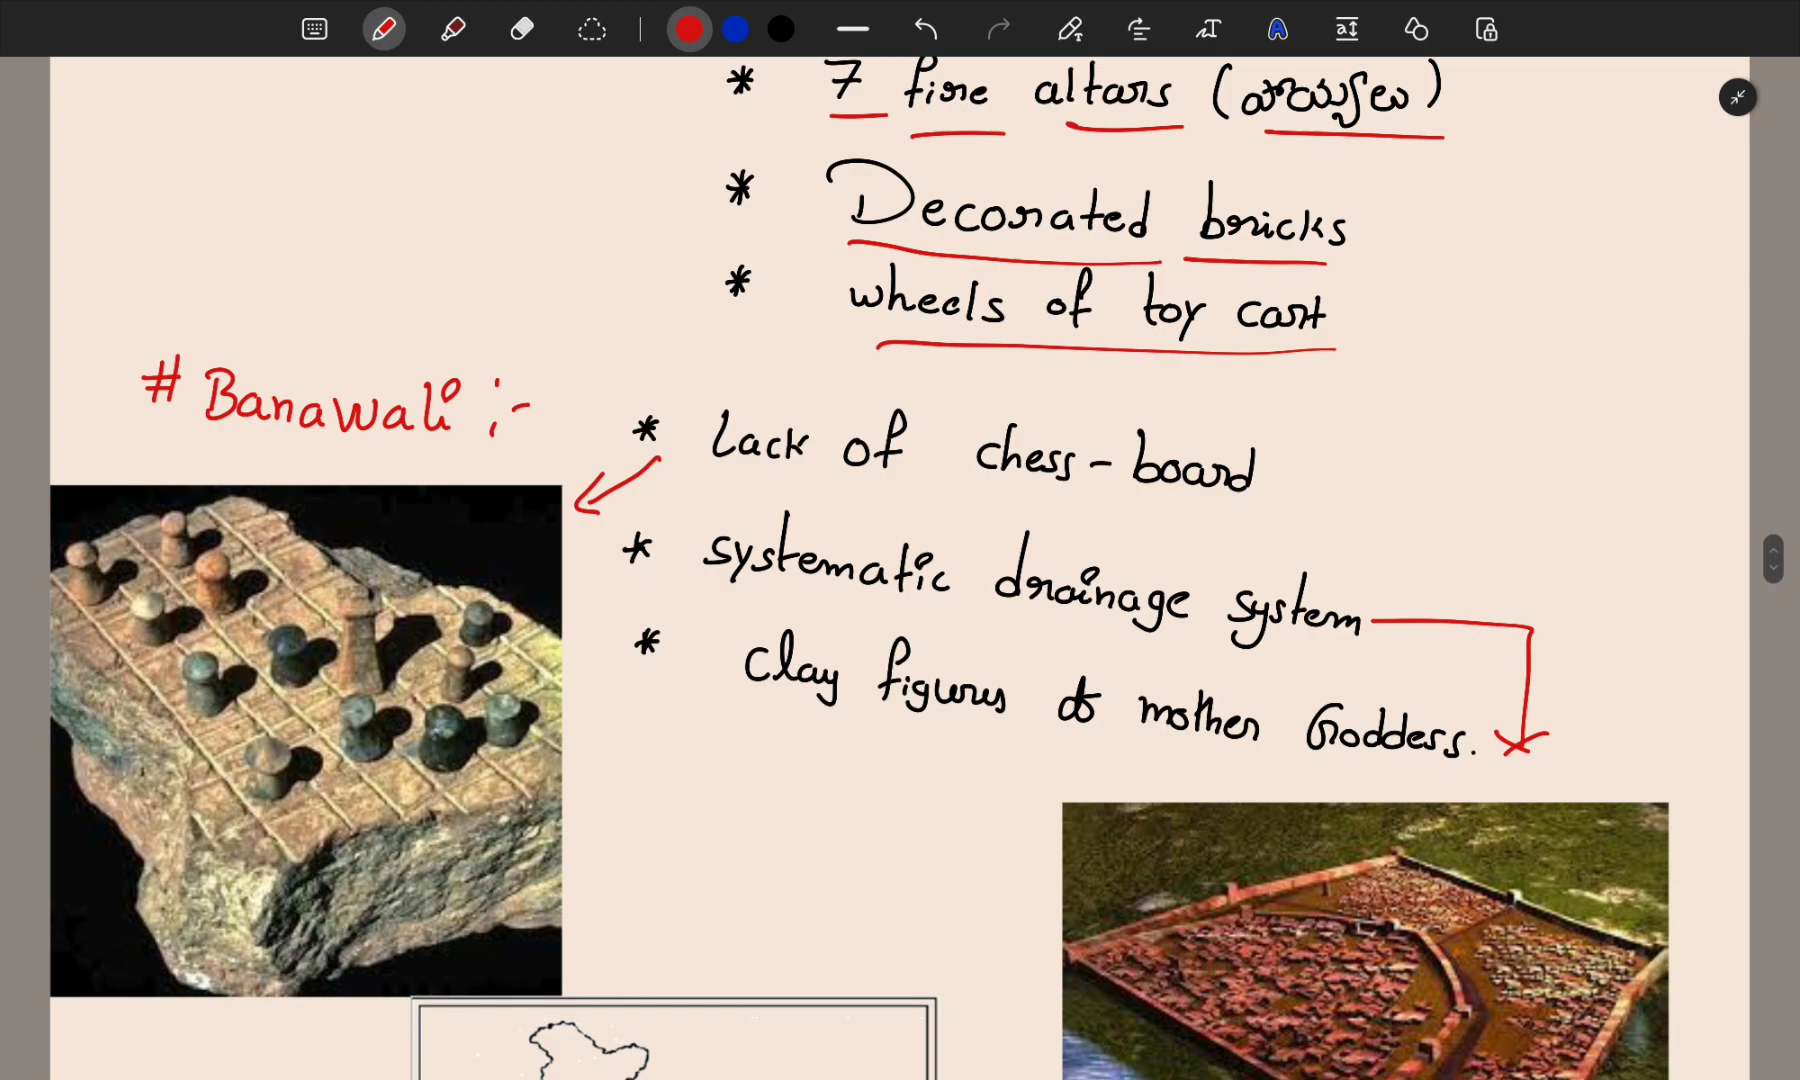 * 7 fire altars (
* Decorated bricks
* wheels of toy cart
# Banawali :-
* Lack of chess-board
* systematic drainage system
* Clay figures of mother Goddess.